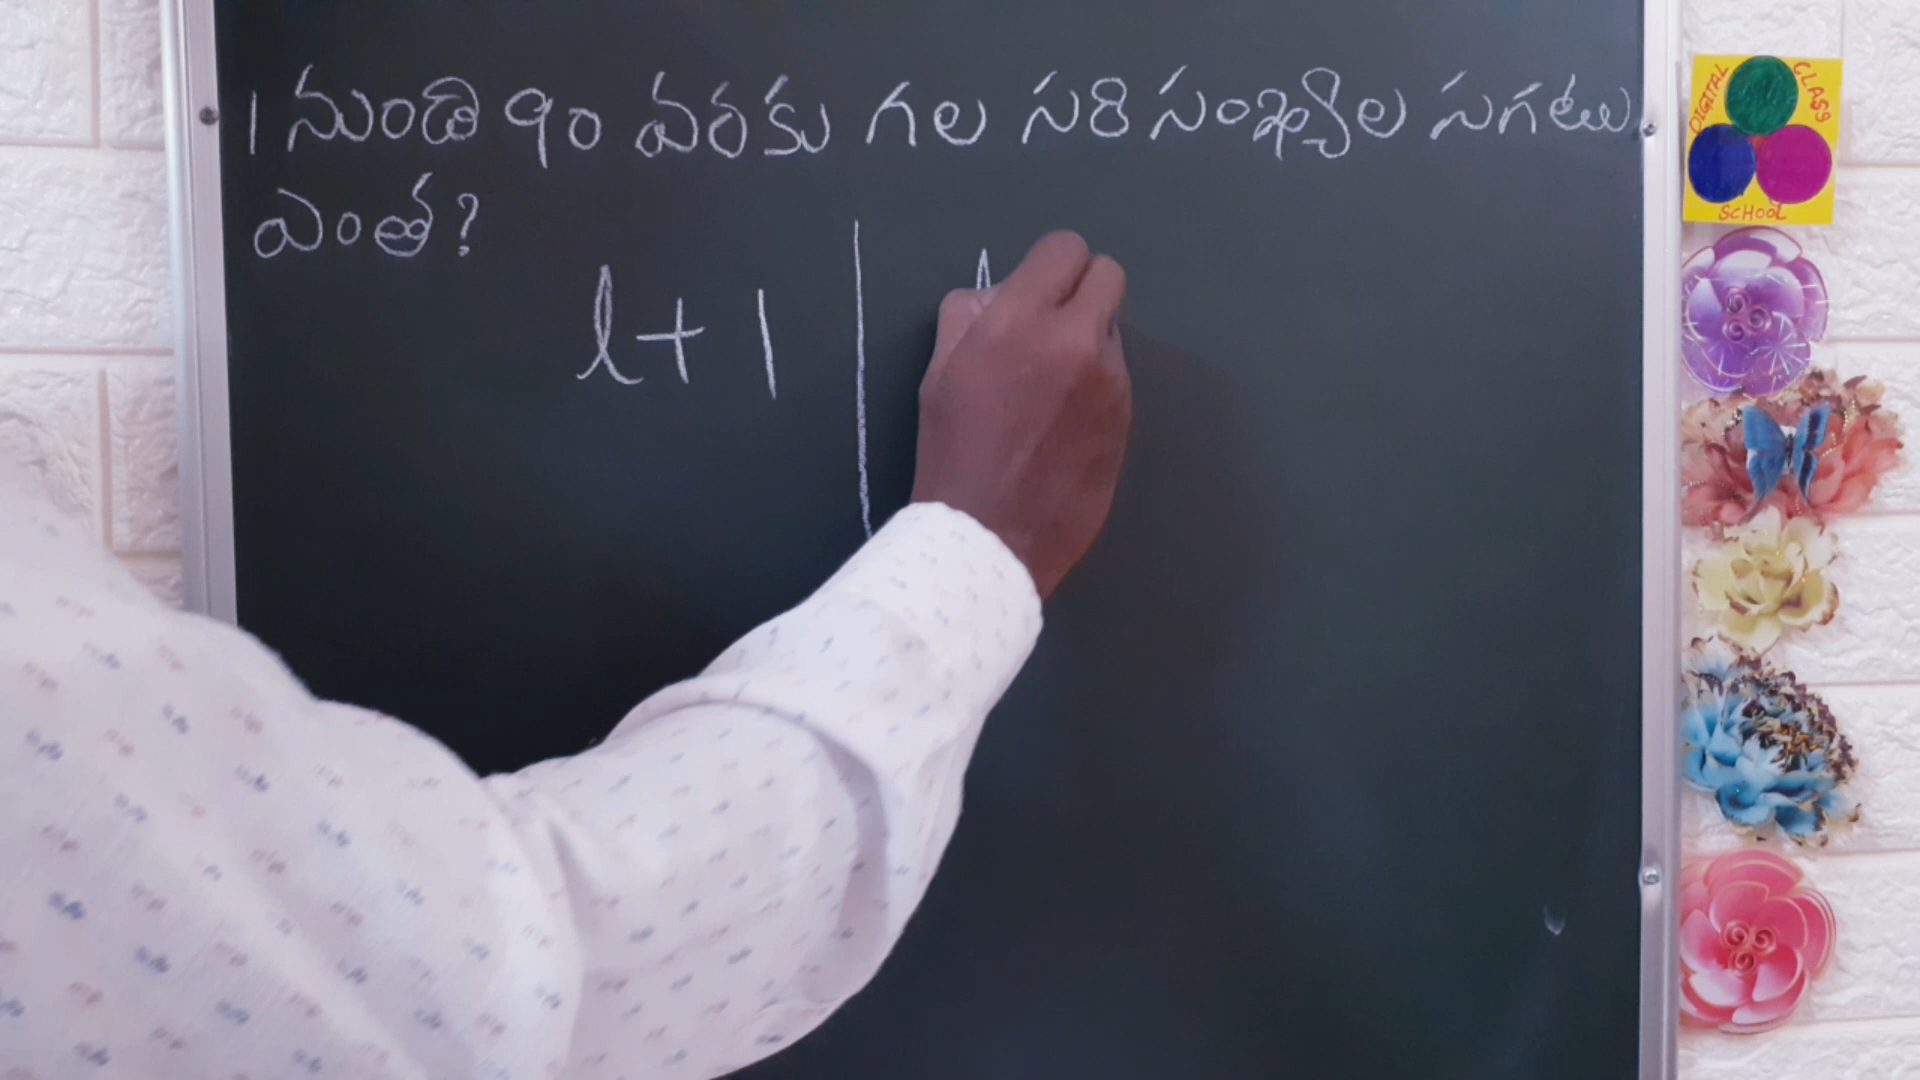 1 నుండి 90 వరకు గల సరి సంఖ్యల సగటు
ఎంత?
l + 1
DIGITAL CLASS
SCHOOL